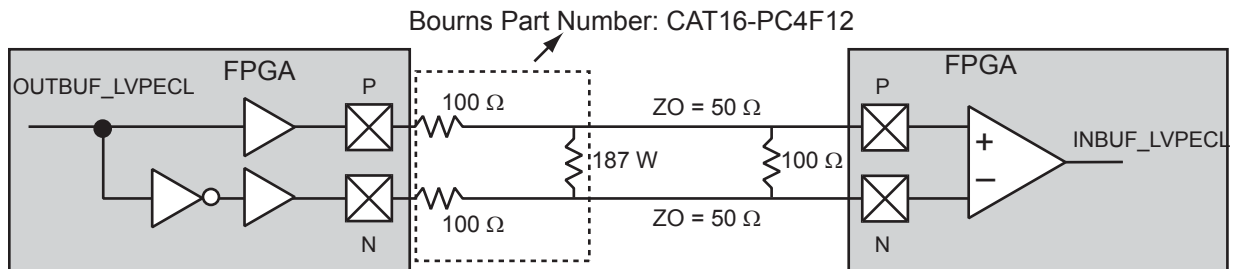 Bourns Part Number: CAT16-PC4F12
FPGA
FPGA
OUTBUF_LVPECL
P
P
100 Ω
ZO = 50 Ω
+
INBUF_LVPECL
187 W
100 Ω
–
100 Ω
ZO = 50 Ω
N
N